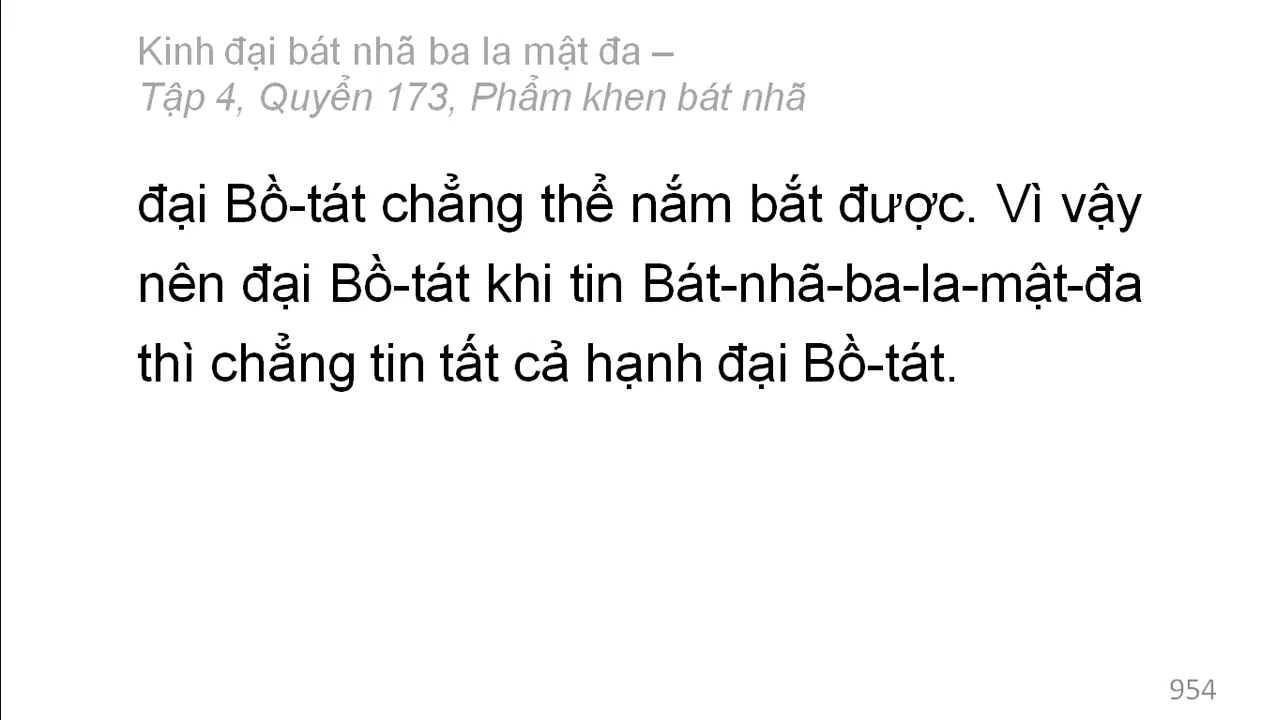 Kinh đại bát nhã ba la mật đa –
Tập 4, Quyển 173, Phẩm khen bát nhã
đại Bồ-tát chẳng thể nắm bắt được. Vì vậy
nên đại Bồ-tát khi tin Bát-nhã-ba-la-mật-đa
thì chẳng tin tất cả hạnh đại Bồ-tát.
954